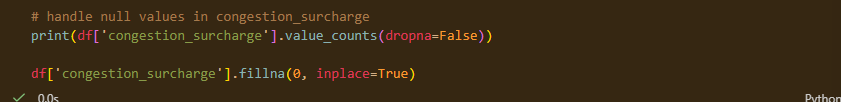 # handle null values in congestion_surcharge
print(df['congestion_surcharge'].value_counts(dropna=False))
df['congestion_surcharge'].fillna(0, inplace=True)
0.0s
Python